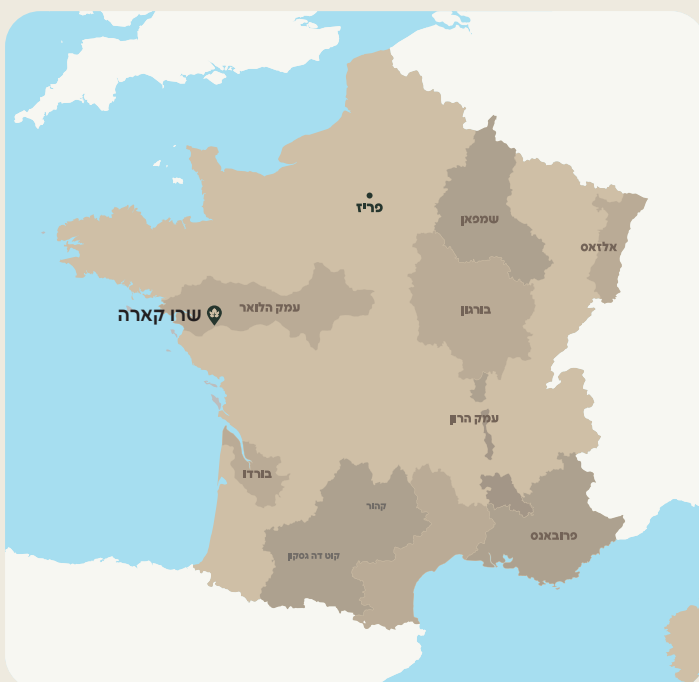 פריז
שמפאן
אלזאס
עמק הלואר
בורגון
שרו קארה
עמק הרון
בורדו
קהור
פרובאנס
קוט דה גסקון